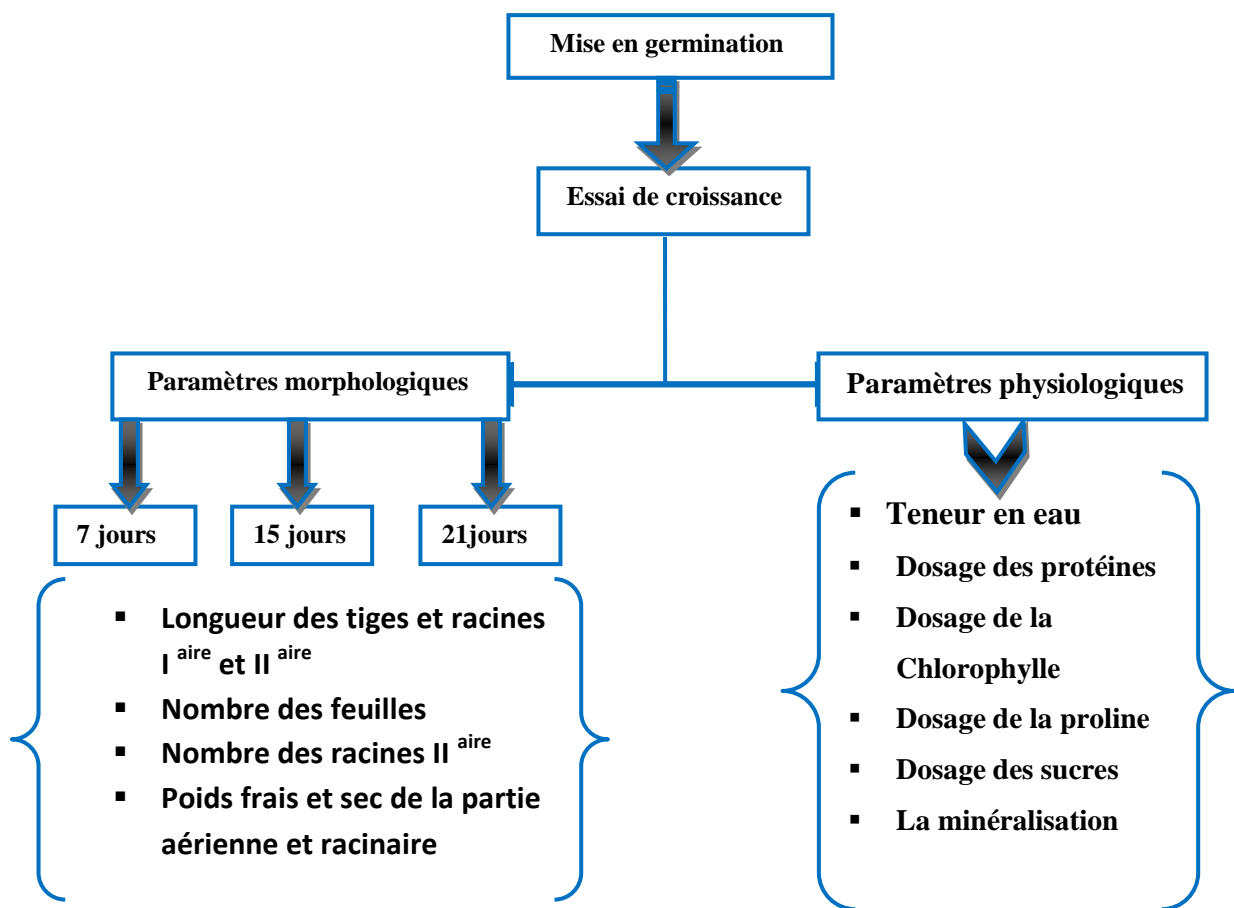 Mise en germination
Essai de croissance
Paramètres morphologiques
Paramètres physiologiques
7 jours
15 jours
21jours
▪ Longueur des tiges et racines
I aire et II aire
▪ Nombre des feuilles
▪ Nombre des racines II aire
▪ Poids frais et sec de la partie
aérienne et racinaire
▪ Teneur en eau
▪ Dosage des protéines
▪ Dosage de la
Chlorophylle
▪ Dosage de la proline
▪ Dosage des sucres
▪ La minéralisation